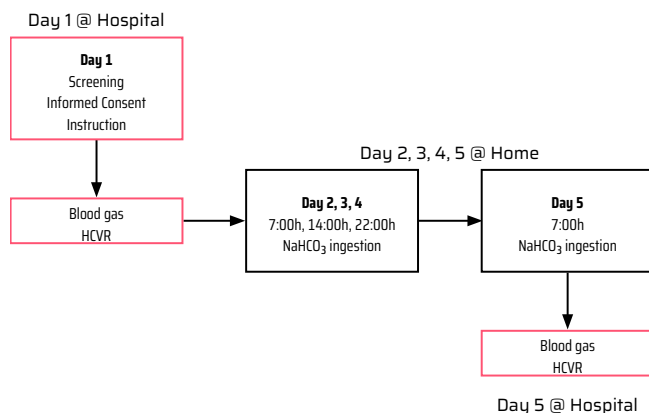 Day 1 @ Hospital
Day 1
Screening
Informed Consent
Instruction
Blood gas
HCVR
Day 2, 3, 4, 5 @ Home
Day 2, 3, 4
7:00h, 14:00h, 22:00h
NaHCO₃ ingestion
Day 5
7:00h
NaHCO₃ ingestion
Blood gas
HCVR
Day 5 @ Hospital